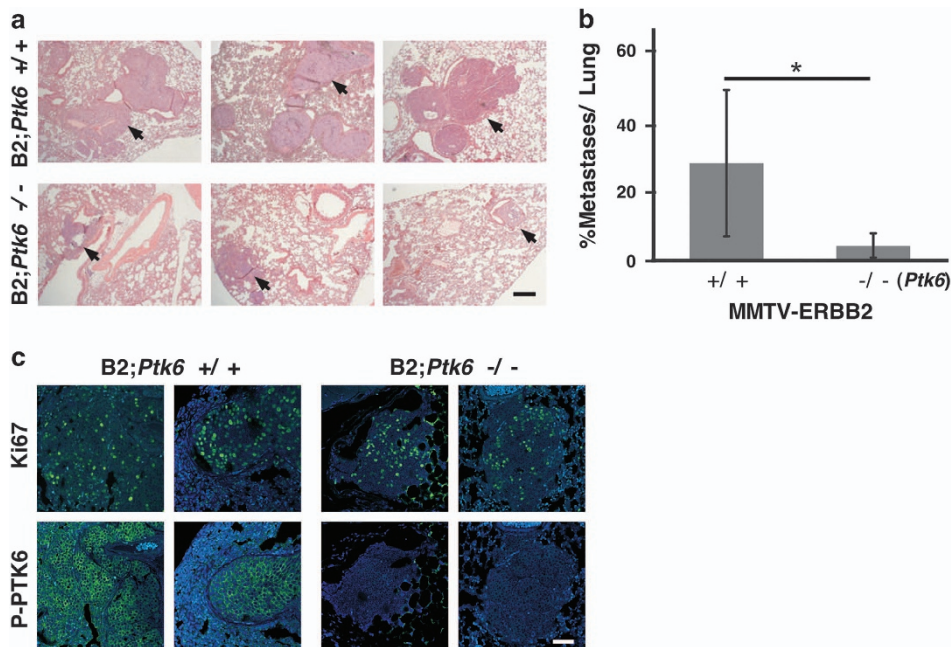 a
B2;Ptk6 +/ +
B2;Ptk6 -/ -
b
%Metastases/ Lung
60
40
20
0
*
+/ +
-/ - (Ptk6)
MMTV-ERBB2
c
B2;Ptk6 +/ +
B2;Ptk6 -/ -
Ki67
P-PTK6